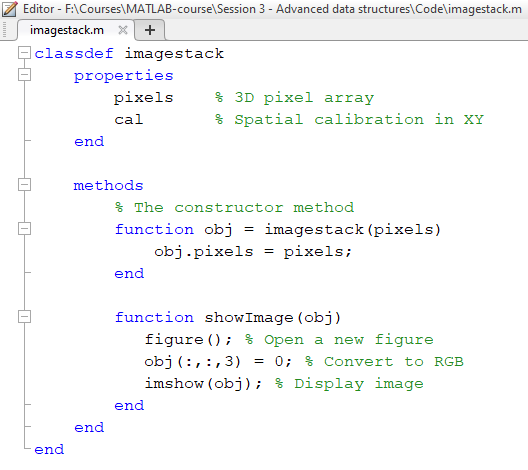 Editor - F:\Courses\MATLAB-course\Session 3 - Advanced data structures\Code\imagestack.m
imagestack.m
classdef imagestack
    properties
        pixels    % 3D pixel array
        cal       % Spatial calibration in XY
    end

    methods
        % The constructor method
        function obj = imagestack(pixels)
            obj.pixels = pixels;
        end

        function showImage(obj)
           figure(); % Open a new figure
           obj(:,:,3) = 0; % Convert to RGB
           imshow(obj); % Display image
        end
    end
end